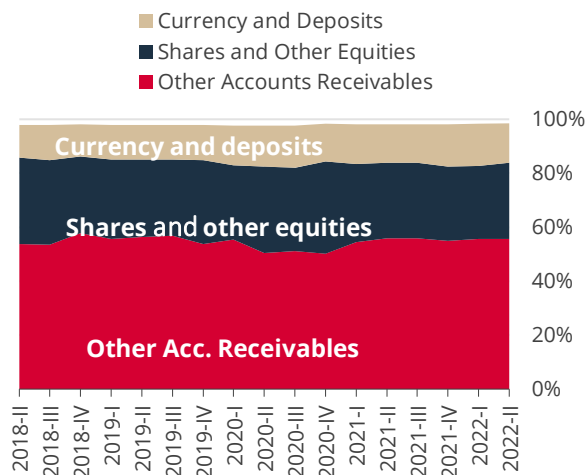 Currency and Deposits
Shares and Other Equities
Other Accounts Receivables
100%
80%
60%
40%
20%
0%
Currency and deposits
Shares and other equities
Other Acc. Receivables
2018-II
2018-III
2018-IV
2019-I
2019-II
2019-III
2019-IV
2020-I
2020-II
2020-III
2020-IV
2021-I
2021-II
2021-III
2021-IV
2022-I
2022-II